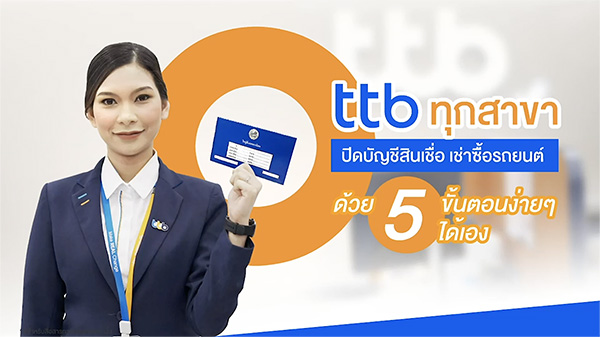 ttb
ttb ทุกสาขา
ปิดบัญชีสินเชื่อ เช่าซื้อรถยนต์
ด้วย 5 ขั้นตอนง่ายๆ
ได้เอง
ttb